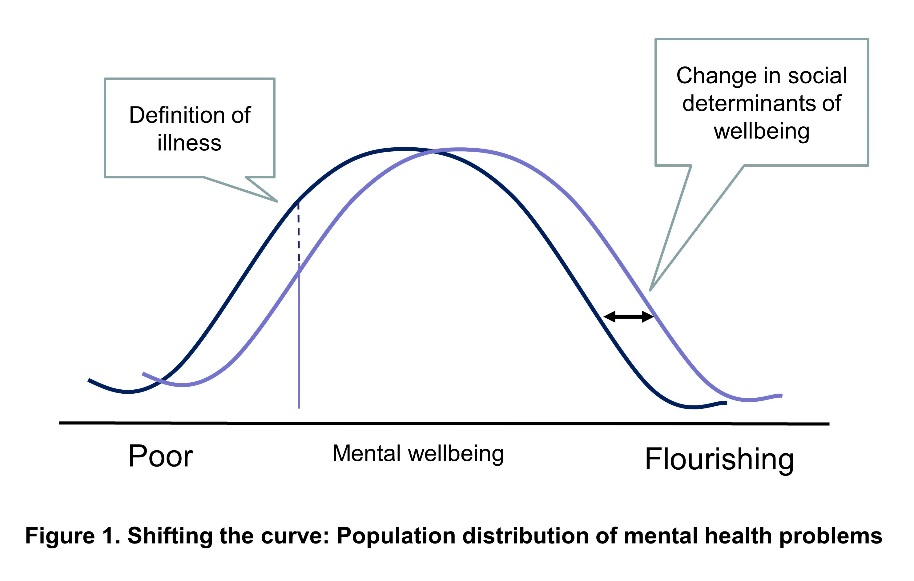 Definition of
illness
Change in social
determinants of
wellbeing
Poor
Mental wellbeing
Flourishing
Figure 1. Shifting the curve: Population distribution of mental health problems